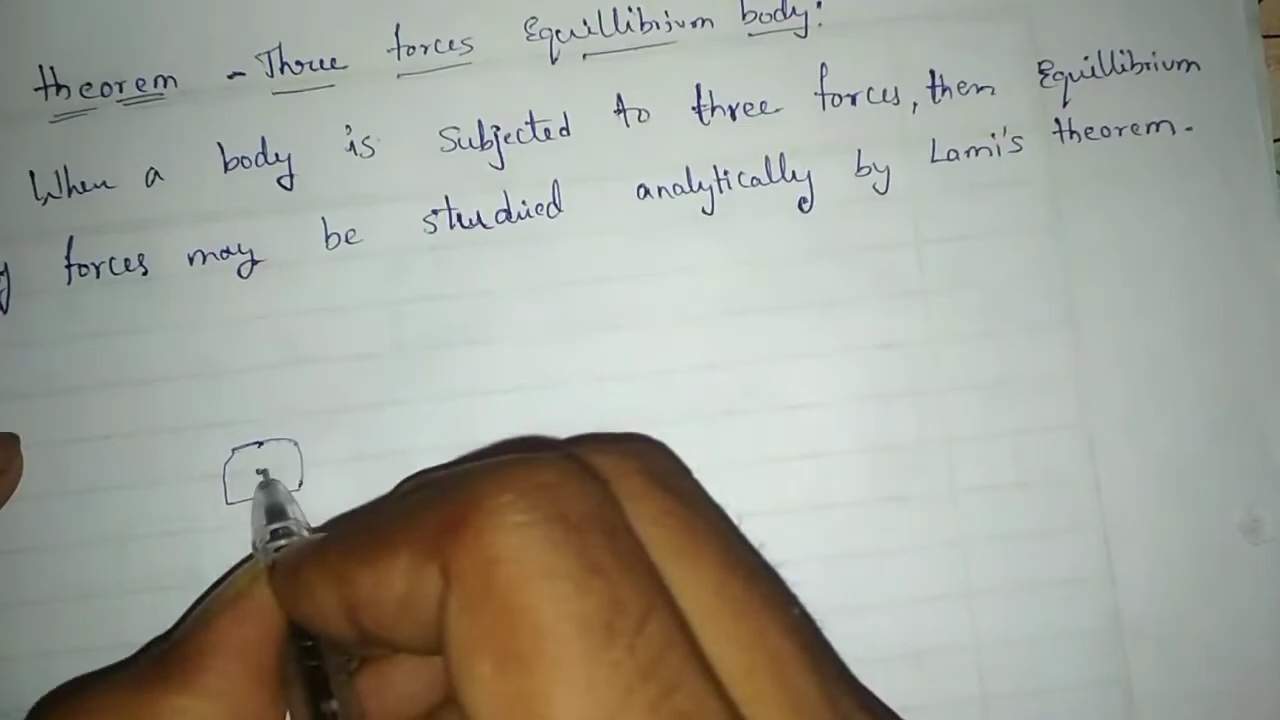 theorem - Three forces Equillibrium body:
When a body is subjected to three forces, then Equillibrium
forces may be studied analytically by Lami's theorem.